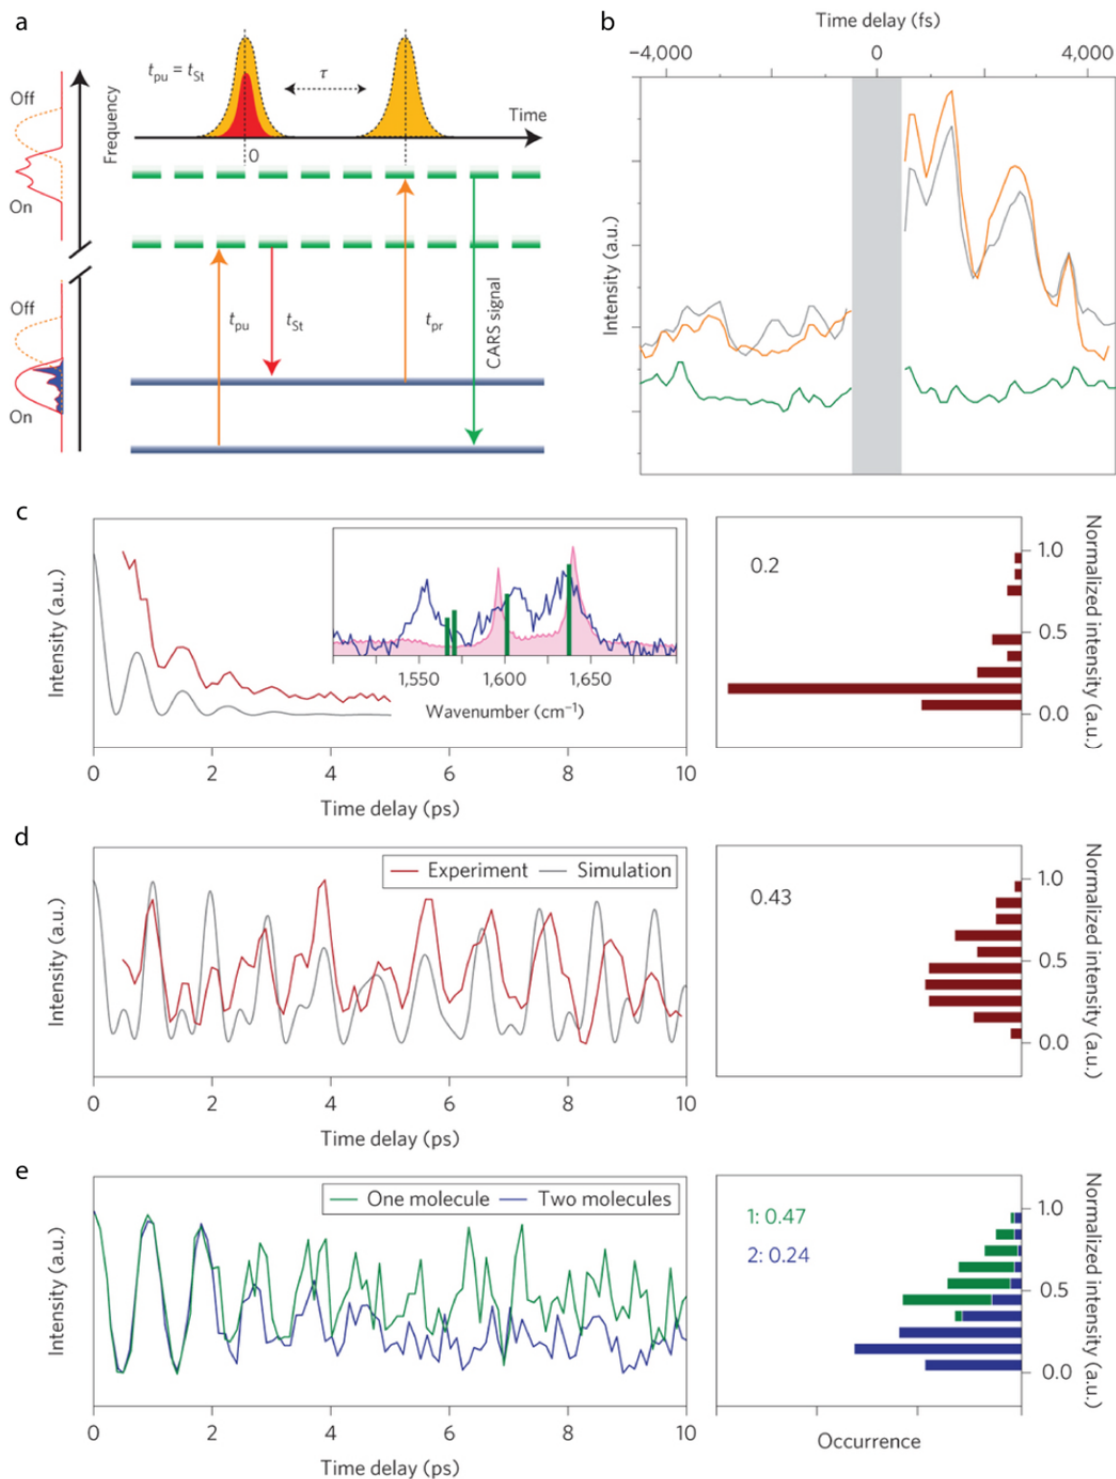 a
t_pu = t_St
τ
Time
0
Frequency
Off
On
Off
On
t_pu
t_St
t_pr
CARS signal
b
Time delay (fs)
−4,000
0
4,000
Intensity (a.u.)
c
Intensity (a.u.)
1,550
1,600
1,650
Wavenumber (cm⁻¹)
0
2
4
6
8
10
Time delay (ps)
0.2
1.0
0.5
0.0
Normalized intensity (a.u.)
d
Experiment
Simulation
Intensity (a.u.)
0
2
4
6
8
10
Time delay (ps)
0.43
1.0
0.5
0.0
Normalized intensity (a.u.)
e
One molecule
Two molecules
Intensity (a.u.)
0
2
4
6
8
10
Time delay (ps)
1: 0.47
2: 0.24
1.0
0.5
0.0
Normalized intensity (a.u.)
Occurrence